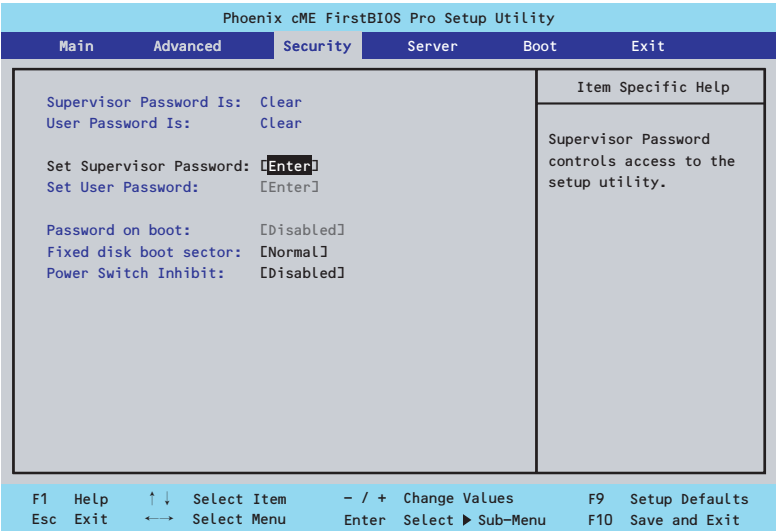 Phoenix cME FirstBIOS Pro Setup Utility
Main Advanced Security Server Boot Exit
Item Specific Help
Supervisor Password Is: Clear
User Password Is: Clear
Supervisor Password
controls access to the
setup utility.
Set Supervisor Password: [Enter]
Set User Password: [Enter]
Password on boot: [Disabled]
Fixed disk boot sector: [Normal]
Power Switch Inhibit: [Disabled]
F1 Help ↑↓ Select Item - / + Change Values F9 Setup Defaults
Esc Exit ←→ Select Menu Enter Select ▶ Sub-Menu F10 Save and Exit